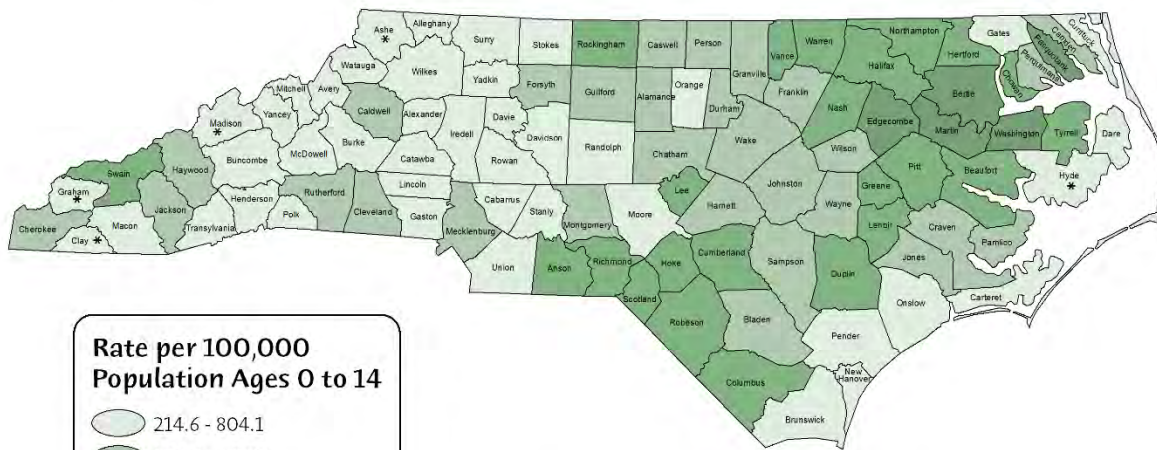 Ashe
*
Alleghany
Surry
Stokes
Rockingham
Caswell
Person
Vance
Warren
Northampton
Gates
Currituck
Camden
Pasquotank
Perquimans
Chowan
Hertford
Halifax
Granville
Watauga
Wilkes
Yadkin
Forsyth
Guilford
Alamance
Orange
Durham
Franklin
Nash
Bertie
Mitchell
Avery
Caldwell
Alexander
Iredell
Davie
Davidson
Randolph
Chatham
Wake
Edgecombe
Martin
Washington
Tyrrell
Dare
Madison
*
Yancey
McDowell
Burke
Catawba
Rowan
Wilson
Pitt
Beaufort
Hyde
*
Swain
Haywood
Buncombe
Rutherford
Cleveland
Lincoln
Gaston
Cabarrus
Stanly
Montgomery
Moore
Lee
Harnett
Johnston
Wayne
Greene
Lenoir
Craven
Pamlico
Graham
*
Jackson
Henderson
Polk
Mecklenburg
Cherokee
Clay *
Macon
Transylvania
Union
Anson
Richmond
Hoke
Cumberland
Sampson
Duplin
Jones
Carteret
Scotland
Robeson
Bladen
Onslow
Pender
Columbus
New
Hanover
Brunswick
Rate per 100,000
Population Ages 0 to 14
214.6 - 804.1